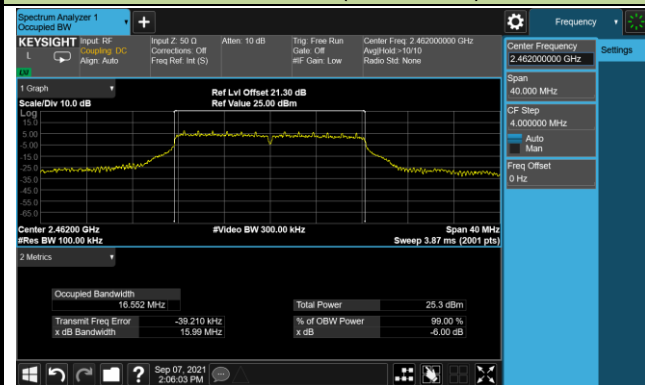 Spectrum Analyzer 1
Occupied BW
Frequency
KEYSIGHT
L
Input: RF
Coupling: DC
Align: Auto
Input Z: 50 Ω
Corrections: Off
Freq Ref: Int (S)
Atten: 10 dB
Trig: Free Run
Gate: Off
#IF Gain: Low
Center Freq: 2.462000000 GHz
Avg|Hold:>10/10
Radio Std: None
Center Frequency
2.462000000 GHz
Settings
Span
40.000 MHz
CF Step
4.000000 MHz
Auto
Man
Freq Offset
0 Hz
1 Graph
Scale/Div 10.0 dB
Ref Lvl Offset 21.30 dB
Ref Value 25.00 dBm
Log
15.0
5.00
-5.00
-15.0
-25.0
-35.0
-45.0
-55.0
-65.0
Center 2.46200 GHz
#Video BW 300.00 kHz
Span 40 MHz
#Res BW 100.00 kHz
Sweep 3.87 ms (2001 pts)
2 Metrics
Occupied Bandwidth
16.552 MHz
Total Power 25.3 dBm
Transmit Freq Error -39.210 kHz
% of OBW Power 99.00 %
x dB Bandwidth 15.99 MHz
x dB -6.00 dB
Sep 07, 2021
2:06:03 PM